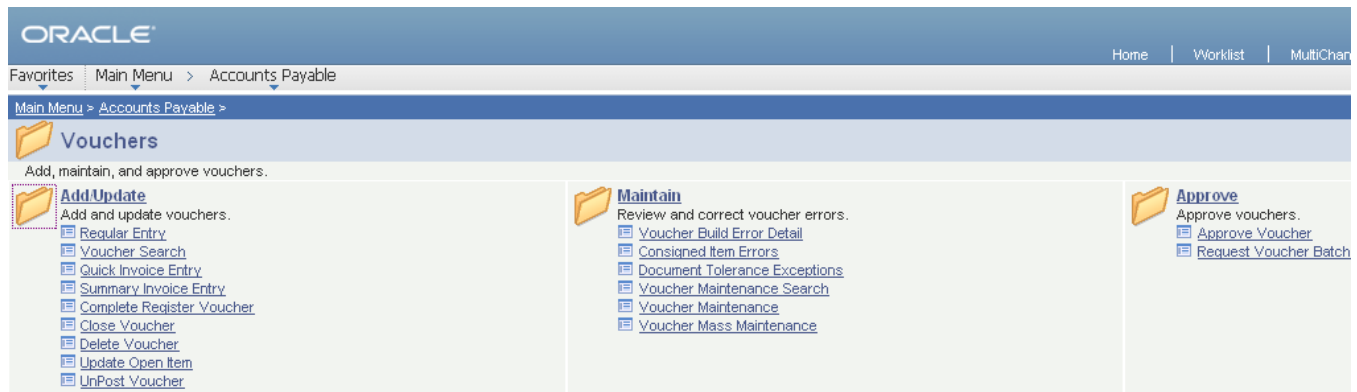 ORACLE
Home | Worklist | MultiChan
Favorites Main Menu > Accounts Payable
Main Menu > Accounts Payable >
Vouchers
Add, maintain, and approve vouchers.
Add/Update
Add and update vouchers.
Regular Entry
Voucher Search
Quick Invoice Entry
Summary Invoice Entry
Complete Register Voucher
Close Voucher
Delete Voucher
Update Open Item
UnPost Voucher
Maintain
Review and correct voucher errors.
Voucher Build Error Detail
Consigned Item Errors
Document Tolerance Exceptions
Voucher Maintenance Search
Voucher Maintenance
Voucher Mass Maintenance
Approve
Approve vouchers.
Approve Voucher
Request Voucher Batch